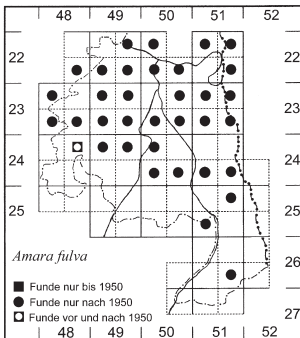 48 49 50 51 52
22 22
23 23
24 24
25 25
26
Amara fulva
Funde nur bis 1950
Funde nur nach 1950
Funde vor und nach 1950
27
48 49 50 51 52